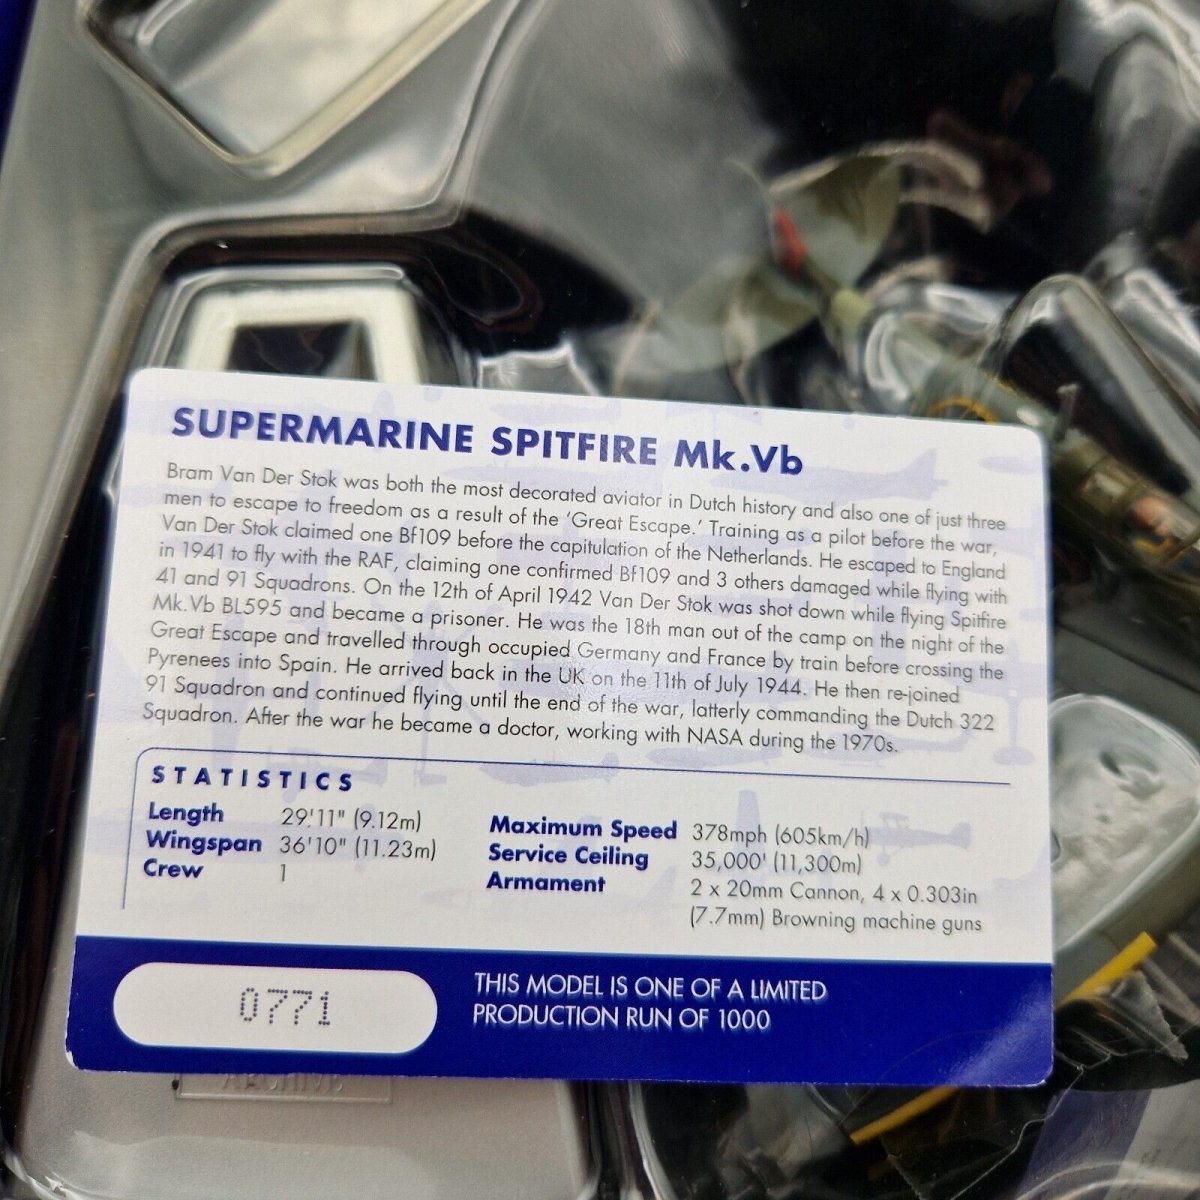 SUPERMARINE SPITFIRE Mk.Vb
Bram Van Der Stok was both the most decorated aviator in Dutch history and also one of just three
men to escape to freedom as a result of the 'Great Escape.' Training as a pilot before the war,
Van Der Stok claimed one Bf109 before the capitulation of the Netherlands. He escaped to England
in 1941 to fly with the RAF, claiming one confirmed Bf109 and 3 others damaged while flying with
41 and 91 Squadrons. On the 12th of April 1942 Van Der Stok was shot down while flying Spitfire
Mk.Vb BL595 and became a prisoner. He was the 18th man out of the camp on the night of the
Great Escape and travelled through occupied Germany and France by train before crossing the
Pyrenees into Spain. He arrived back in the UK on the 11th of July 1944. He then re-joined
91 Squadron and continued flying until the end of the war, latterly commanding the Dutch 322
Squadron. After the war he became a doctor, working with NASA during the 1970s.
STATISTICS
Length 29'11" (9.12m)
Wingspan 36'10" (11.23m)
Crew 1
Maximum Speed 378mph (605km/h)
Service Ceiling 35,000' (11,300m)
Armament 2 x 20mm Cannon, 4 x 0.303in
(7.7mm) Browning machine guns
0771
THIS MODEL IS ONE OF A LIMITED
PRODUCTION RUN OF 1000
ARCHIVE